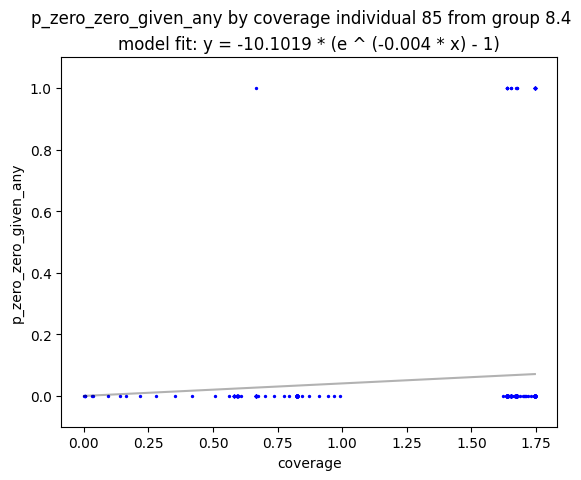 p_zero_zero_given_any by coverage individual 85 from group 8.4
model fit: y = -10.1019 * (e ^ (-0.004 * x) - 1)
p_zero_zero_given_any
1.0
0.8
0.6
0.4
0.2
0.0
0.00 0.25 0.50 0.75 1.00 1.25 1.50 1.75
coverage